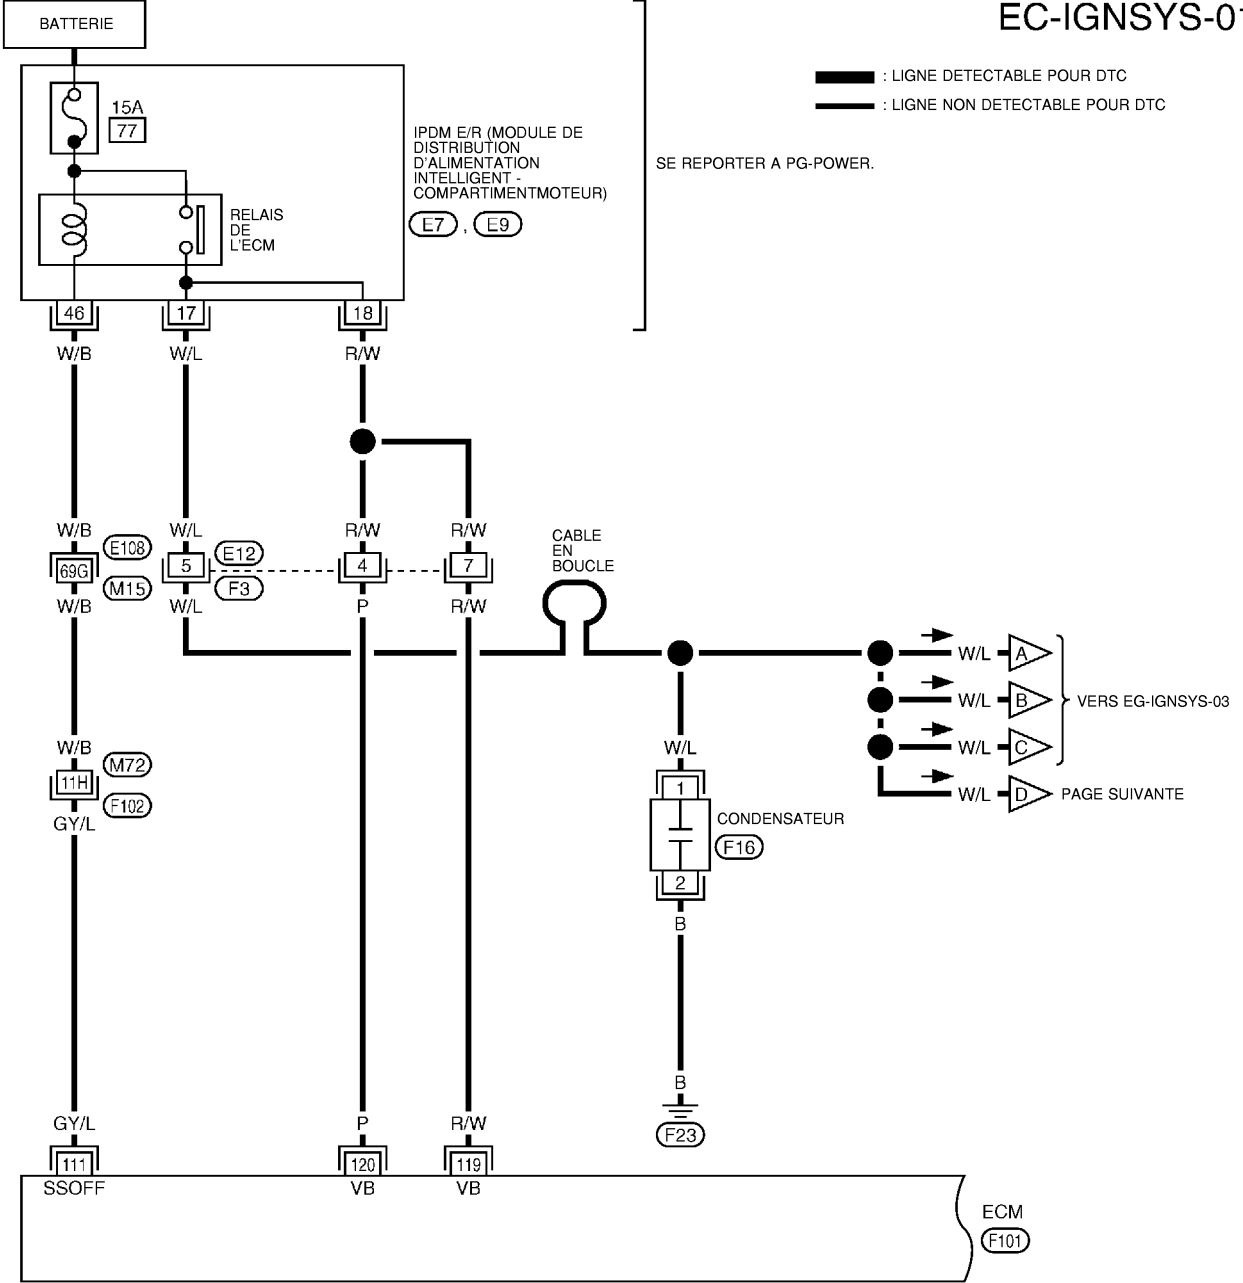 BATTERIE
EC-IGNSYS-01
: LIGNE DETECTABLE POUR DTC
: LIGNE NON DETECTABLE POUR DTC
15A
77
IPDM E/R (MODULE DE
DISTRIBUTION
D'ALIMENTATION
INTELLIGENT -
COMPARTIMENTMOTEUR)
E7 , E9
SE REPORTER A PG-POWER.
RELAIS
DE
L'ECM
46 17 18
W/B W/L R/W
W/B W/L R/W R/W
E108 E12
69G 5 4 7
M15 F3
W/B W/L P R/W
CABLE
EN
BOUCLE
W/L A
W/L B
W/L C
VERS EG-IGNSYS-03
W/L D PAGE SUIVANTE
W/B
M72
11H
F102
GY/L
W/L
1
CONDENSATEUR
F16
2
B
B
F23
GY/L P R/W
111 120 119
SSOFF VB VB
ECM
F101